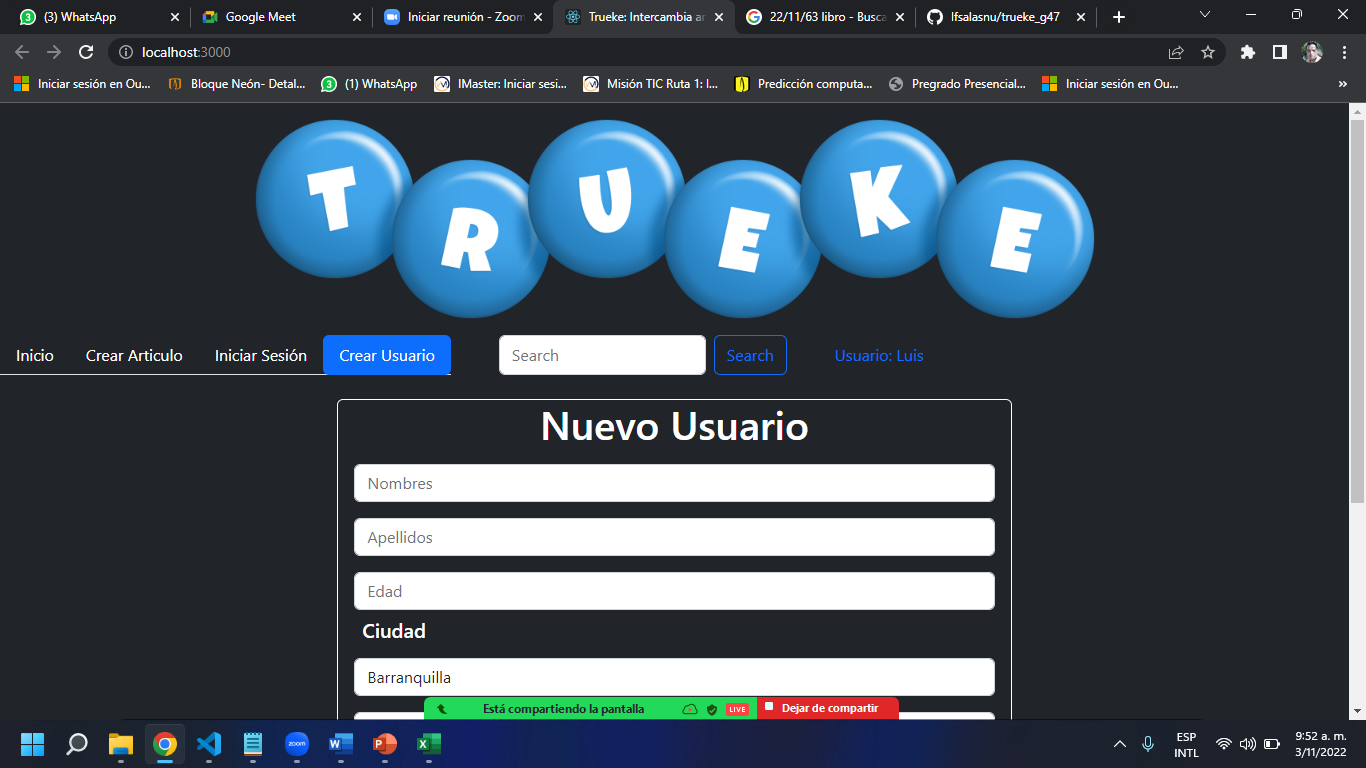 (3) WhatsApp
Google Meet
Iniciar reunión - Zoom
Trueke: Intercambia ar
22/11/63 libro - Busca
lfsalasnu/trueke_g47
localhost:3000
Iniciar sesión en Ou...
Bloque Neón- Detal...
(1) WhatsApp
IMaster: Iniciar sesi...
Misión TIC Ruta 1: I...
Predicción computa...
Pregrado Presencial...
Iniciar sesión en Ou...
»
TRUEKE
Inicio
Crear Articulo
Iniciar Sesión
Crear Usuario
Search
Search
Usuario: Luis
Nuevo Usuario
Nombres
Apellidos
Edad
Ciudad
Barranquilla
Está compartiendo la pantalla
LIVE
Dejar de compartir
zoom
ESP
INTL
9:52 a. m.
3/11/2022